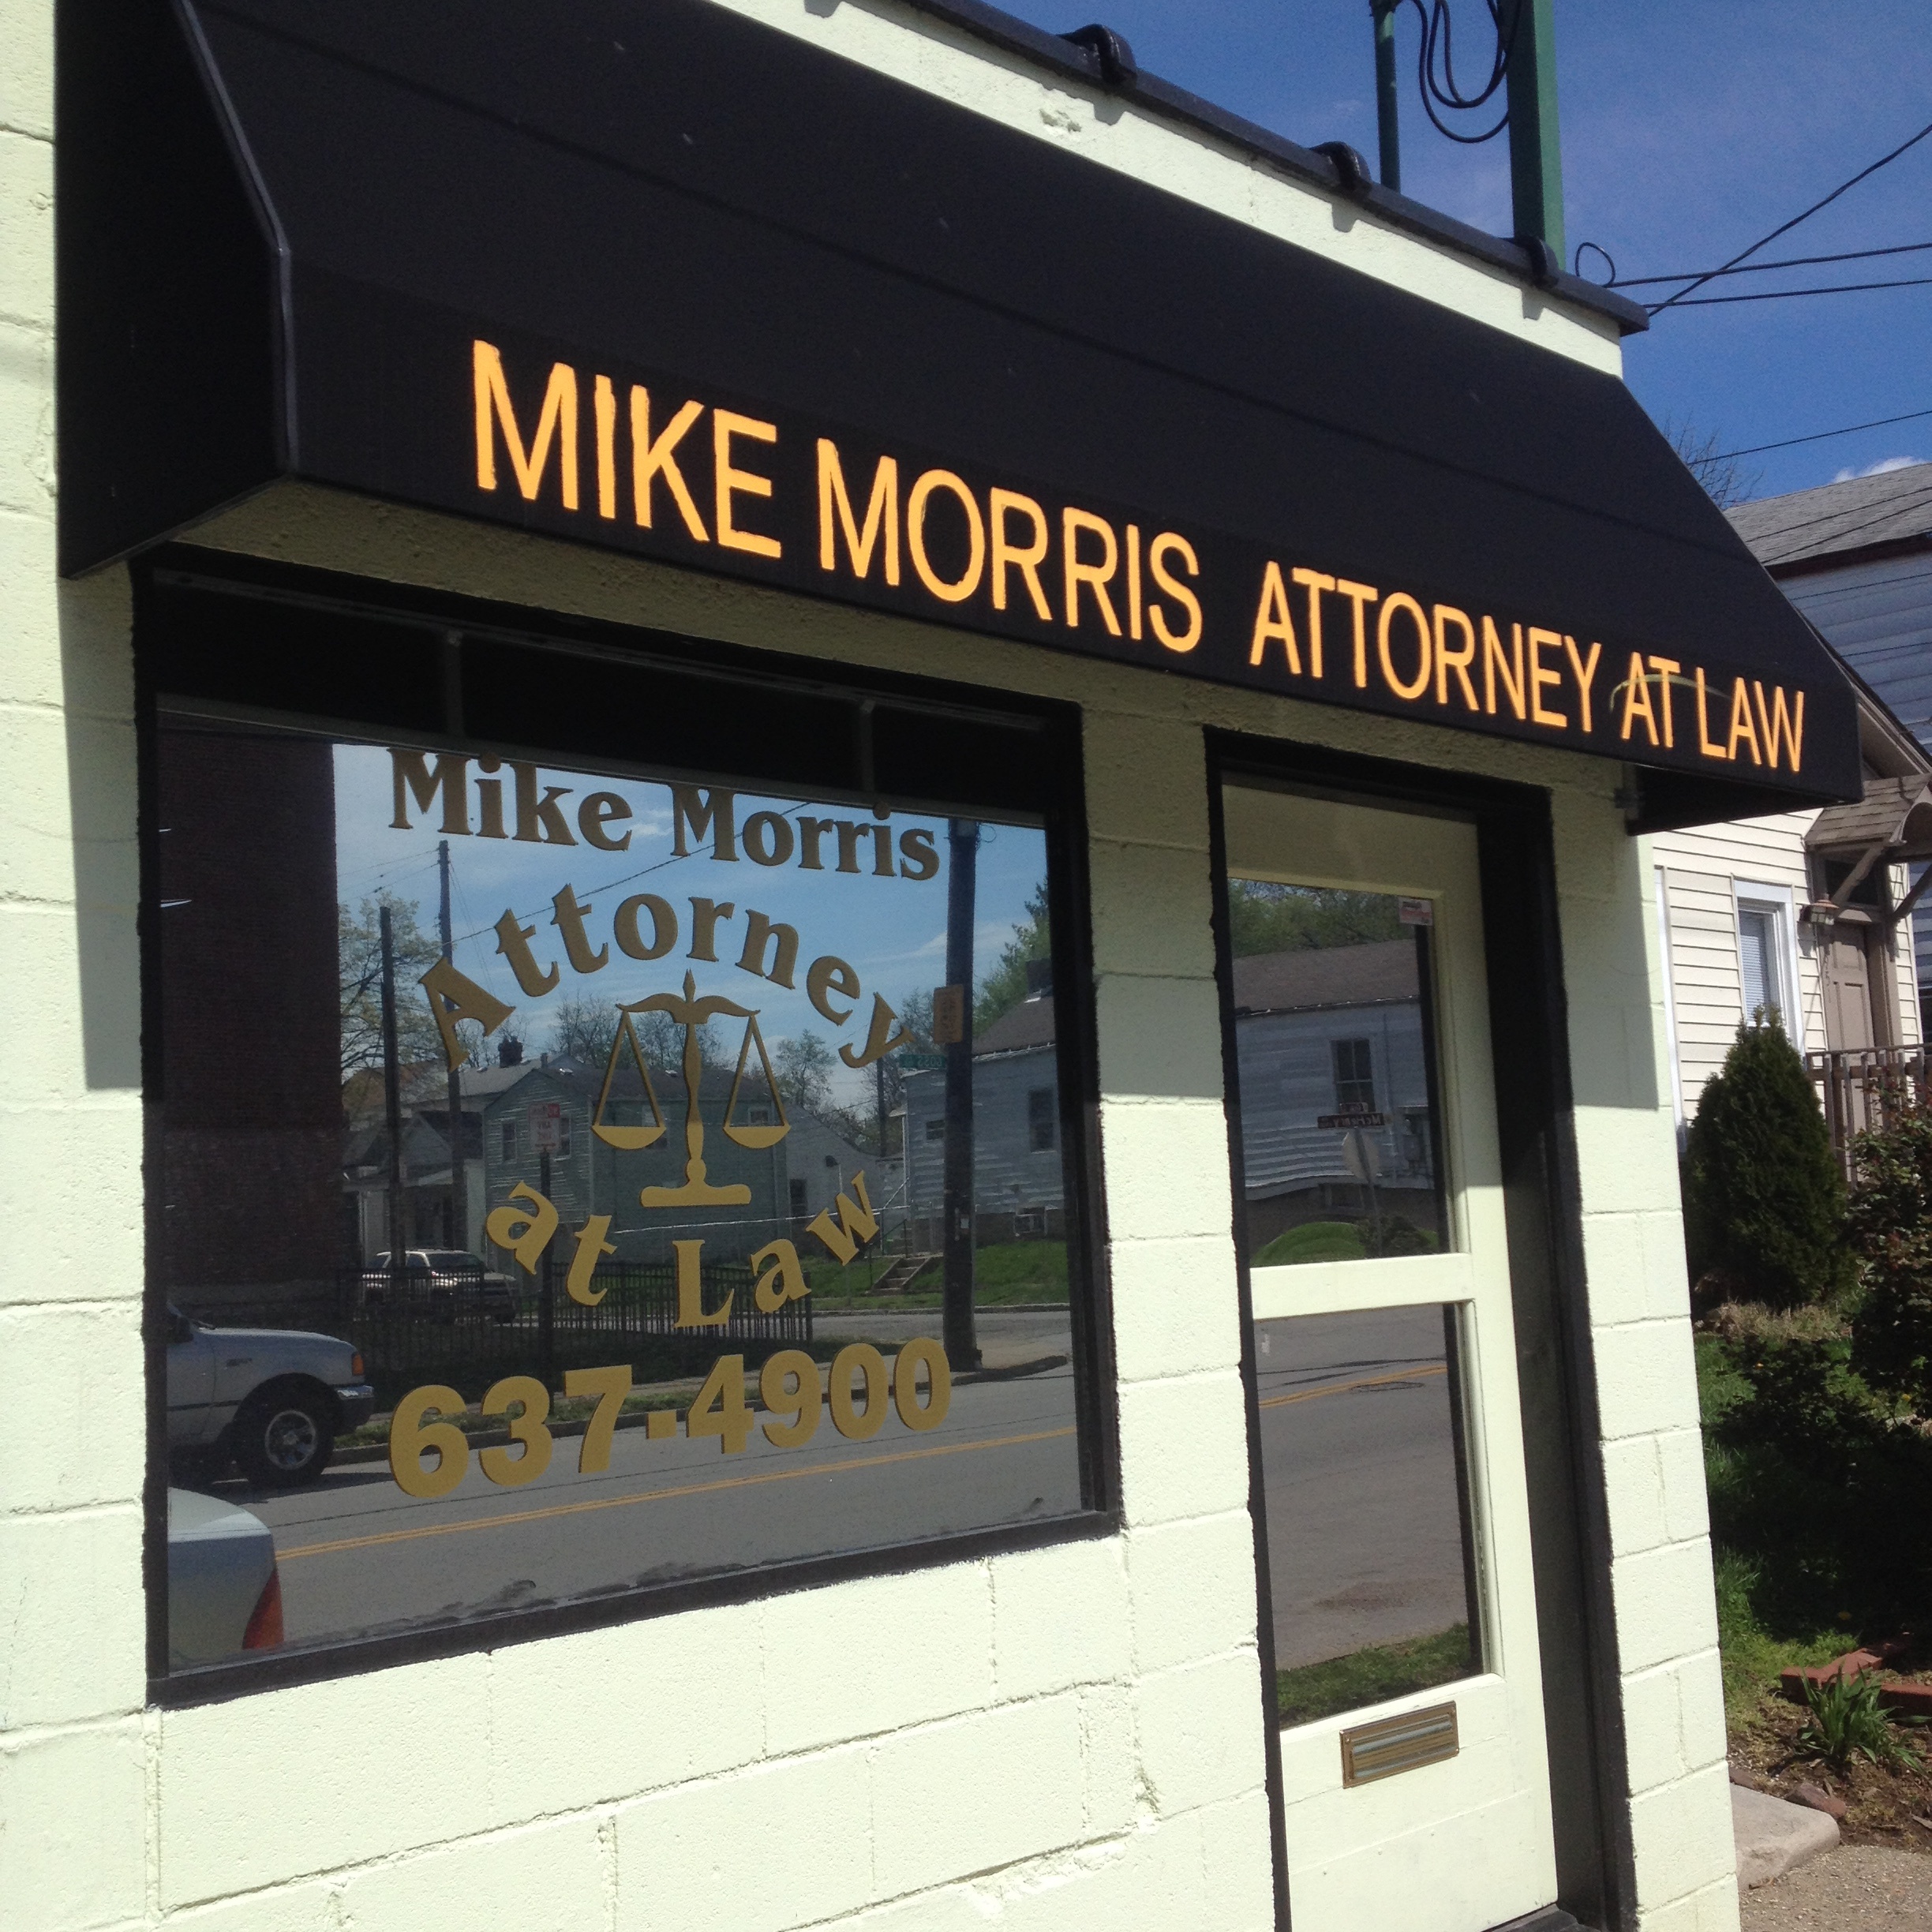 MIKE MORRIS ATTORNEY AT LAW
Mike Morris
Attorney
at Law
637-4900